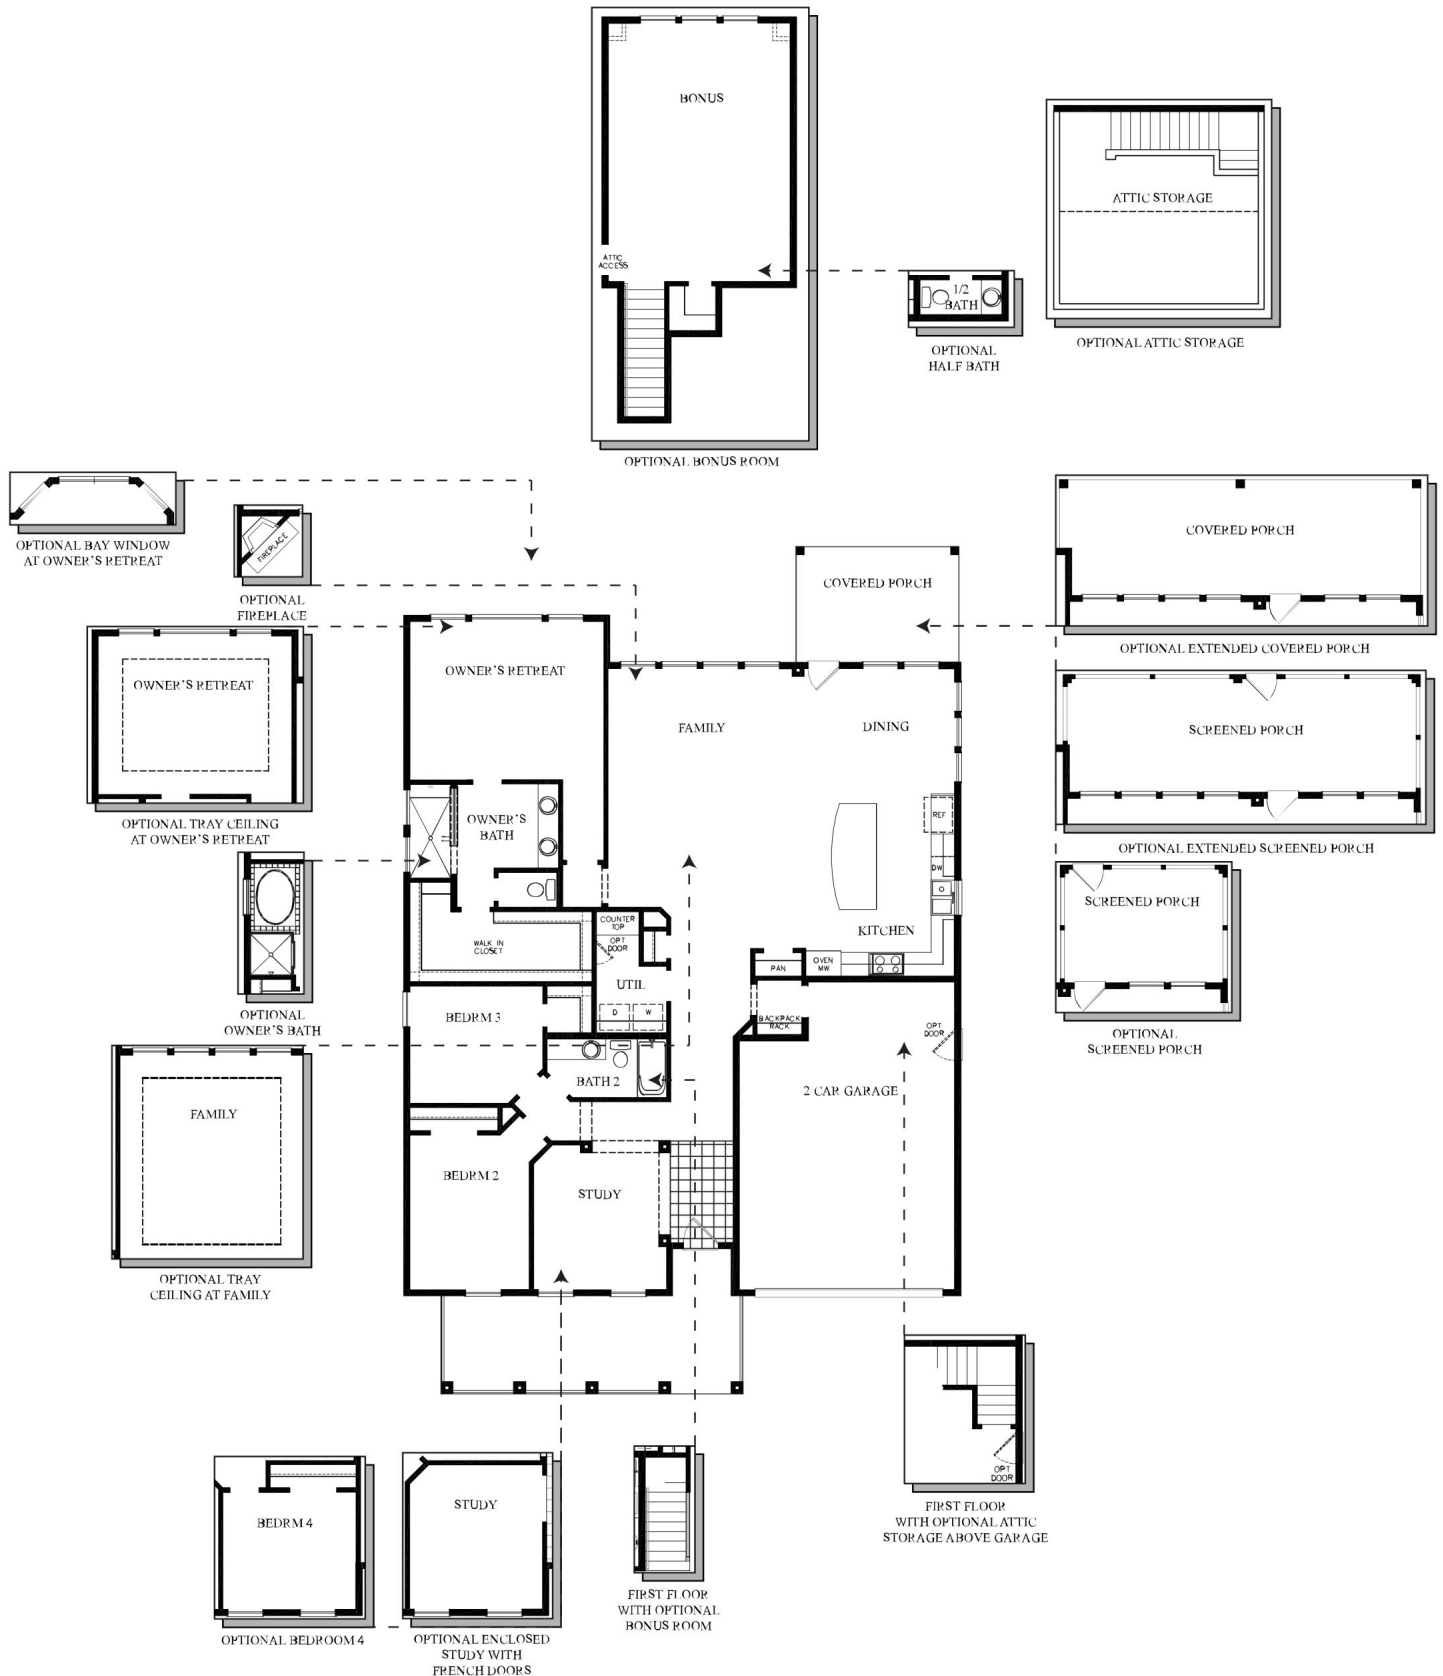 BONUS
ATTIC
ACCESS
OPTIONAL BONUS ROOM
1/2
BATH
OPTIONAL
HALF BATH
ATTIC STORAGE
OPTIONAL ATTIC STORAGE
OPTIONAL BAY WINDOW
AT OWNER'S RETREAT
FIREPLACE
OPTIONAL
FIREPLACE
OWNER'S RETREAT
OPTIONAL TRAY CEILING
AT OWNER'S RETREAT
OPTIONAL
OWNER'S BATH
FAMILY
OPTIONAL TRAY
CEILING AT FAMILY
COVERED PORCH
OWNER'S RETREAT
FAMILY
DINING
OWNER'S
BATH
REF
DW
KITCHEN
WALK IN
CLOSET
COUNTER
TOP
OPT
DOOR
UTIL
D
W
PAN
OVEN
MW
BACKPACK
RACK
BEDRM 3
BATH 2
OPT
DOOR
2 CAR GARAGE
BEDRM 2
STUDY
COVERED PORCH
OPTIONAL EXTENDED COVERED PORCH
SCREENED PORCH
OPTIONAL EXTENDED SCREENED PORCH
SCREENED PORCH
OPTIONAL
SCREENED PORCH
BEDRM 4
OPTIONAL BEDROOM 4
STUDY
OPTIONAL ENCLOSED
STUDY WITH
FRENCH DOORS
FIRST FLOOR
WITH OPTIONAL
BONUS ROOM
OPT
DOOR
FIRST FLOOR
WITH OPTIONAL ATTIC
STORAGE ABOVE GARAGE